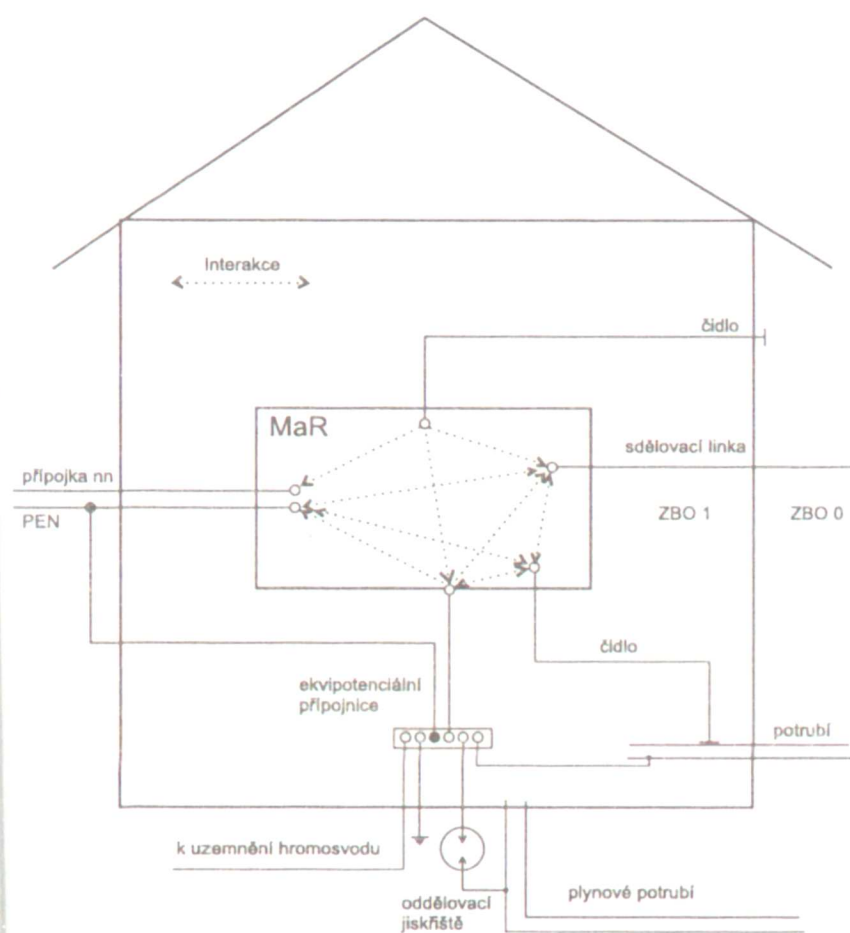 Interakce
čidlo
MaR
sdělovací linka
přípojka nn
PEN
ZBO 1
ZBO 0
čidlo
ekvipotenciální
přípojnice
potrubí
k uzemnění hromosvodu
plynové potrubí
oddělovací
jiskřiště